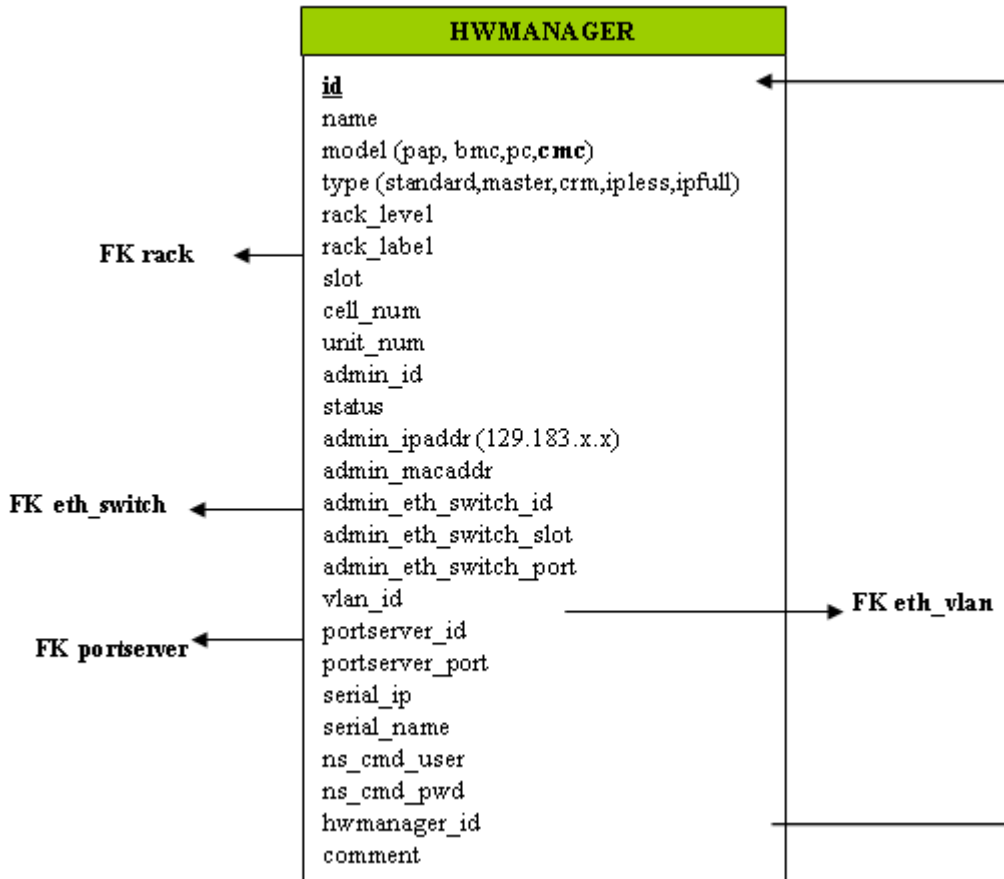 HWMANAGER
id
name
model (pap, bmc,pc,cmc)
type (standard,master,crm,ipless,ipfull)
rack_level
rack_label
FK rack
slot
cell_num
unit_num
admin_id
status
admin_ipaddr (129.183.x.x)
admin_macaddr
admin_eth_switch_id
FK eth_switch
admin_eth_switch_slot
admin_eth_switch_port
vlan_id
FK eth_vlan
portserver_id
FK portserver
portserver_port
serial_ip
serial_name
ns_cmd_user
ns_cmd_pwd
hwmanager_id
comment